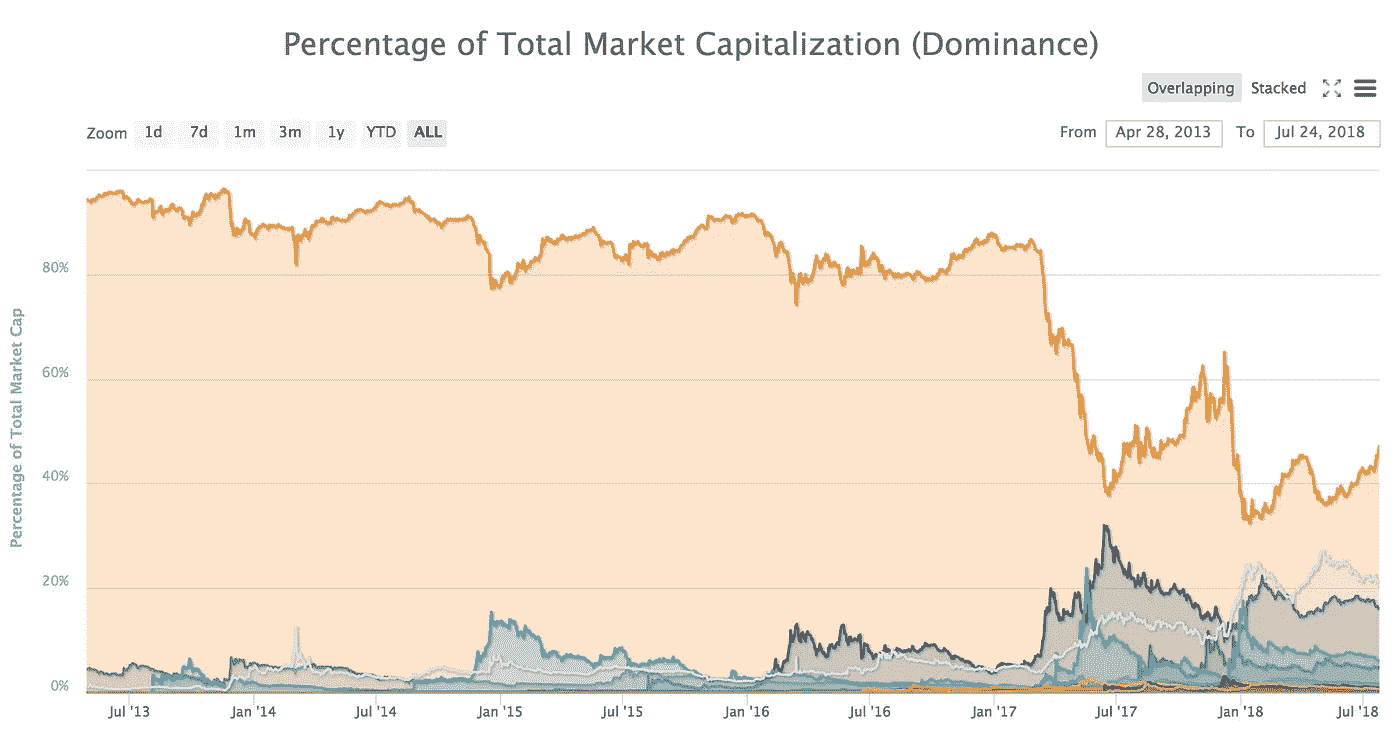 Percentage of Total Market Capitalization (Dominance)
Overlapping Stacked
Zoom 1d 7d 1m 3m 1y YTD ALL From Apr 28, 2013 To Jul 24, 2018
Percentage of Total Market Cap
80%
60%
40%
20%
0%
Jul '13 Jan '14 Jul '14 Jan '15 Jul '15 Jan '16 Jul '16 Jan '17 Jul '17 Jan '18 Jul '18